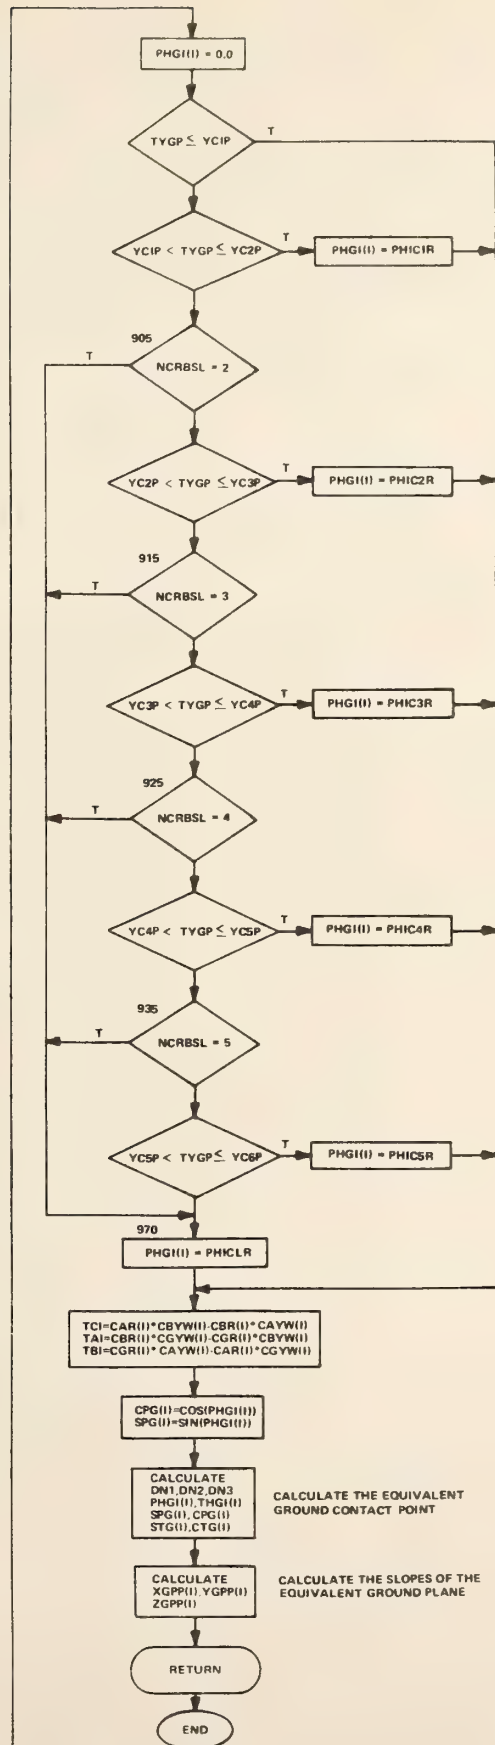 PHGI(I) = 0.0
TYGP ≤ YC1P
T
YC1P < TYGP ≤ YC2P
T
PHGI(I) = PHIC1R
905
T
NCRBSL = 2
YC2P < TYGP ≤ YC3P
T
PHGI(I) = PHIC2R
915
T
NCRBSL = 3
YC3P < TYGP ≤ YC4P
T
PHGI(I) = PHIC3R
925
T
NCRBSL = 4
YC4P < TYGP ≤ YC5P
T
PHGI(I) = PHIC4R
935
T
NCRBSL = 5
YC5P < TYGP ≤ YC6P
T
PHGI(I) = PHIC5R
970
PHGI(I) = PHICLR
TCI=CAR(I)*CBYW(I)-CBR(I)*CAYW(I)
TAI=CBR(I)*CGYW(I)-CGR(I)*CBYW(I)
TBI=CGR(I)*CAYW(I)-CAR(I)*CGYW(I)
CPG(I)=COS(PHGI(I))
SPG(I)=SIN(PHGI(I))
CALCULATE
DN1,DN2,DN3
PHGI(I),THGI(I)
SPG(I),CPG(I)
STG(I),CTG(I)
CALCULATE THE EQUIVALENT
GROUND CONTACT POINT
CALCULATE
XGPP(I),YGPP(I)
ZGPP(I)
CALCULATE THE SLOPES OF THE
EQUIVALENT GROUND PLANE
RETURN
END